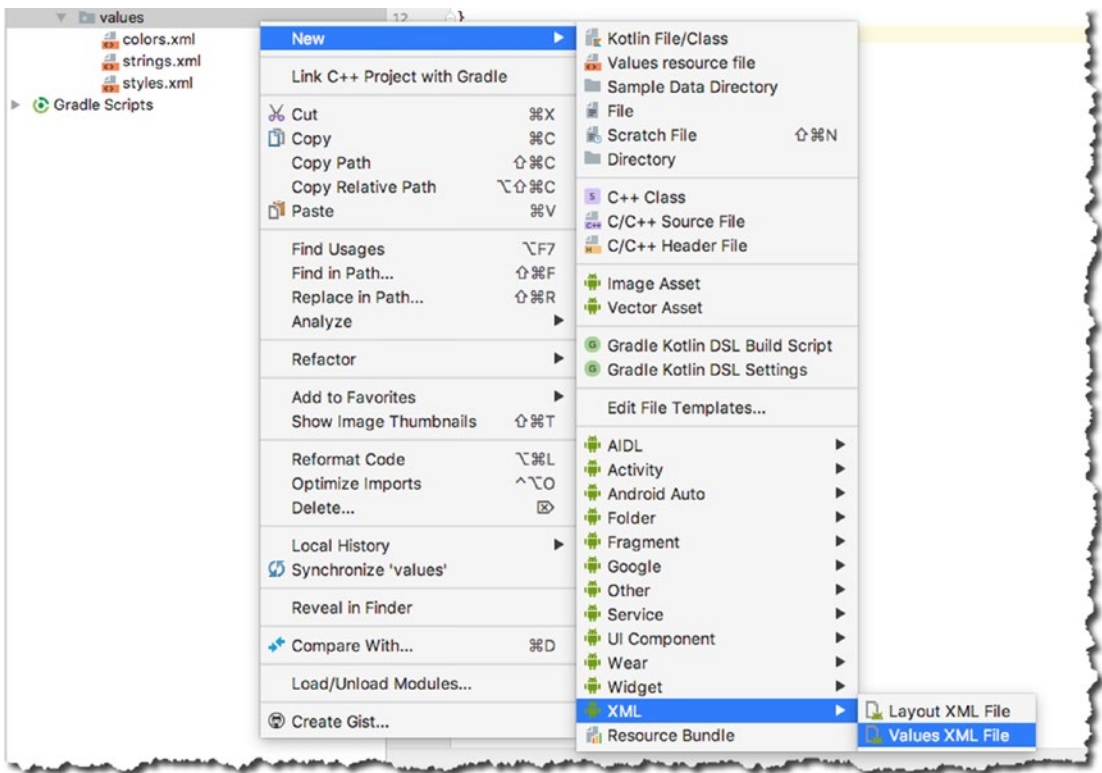 values
colors.xml
strings.xml
styles.xml
Gradle Scripts
12 }
New
Link C++ Project with Gradle
Cut ⌘X
Copy ⌘C
Copy Path ⇧⌘C
Copy Relative Path ⌥⇧⌘C
Paste ⌘V
Find Usages ⌥F7
Find in Path... ⇧⌘F
Replace in Path... ⇧⌘R
Analyze
Refactor
Add to Favorites
Show Image Thumbnails ⇧⌘T
Reformat Code ⌥⌘L
Optimize Imports ^⌥O
Delete... ⌦
Local History
Synchronize 'values'
Reveal in Finder
Compare With... ⌘D
Load/Unload Modules...
Create Gist...
Kotlin File/Class
Values resource file
Sample Data Directory
File
Scratch File ⇧⌘N
Directory
S C++ Class
C++ C/C++ Source File
H C/C++ Header File
Image Asset
Vector Asset
G Gradle Kotlin DSL Build Script
G Gradle Kotlin DSL Settings
Edit File Templates...
AIDL
Activity
Android Auto
Folder
Fragment
Google
Other
Service
UI Component
Wear
Widget
XML
Resource Bundle
Layout XML File
Values XML File